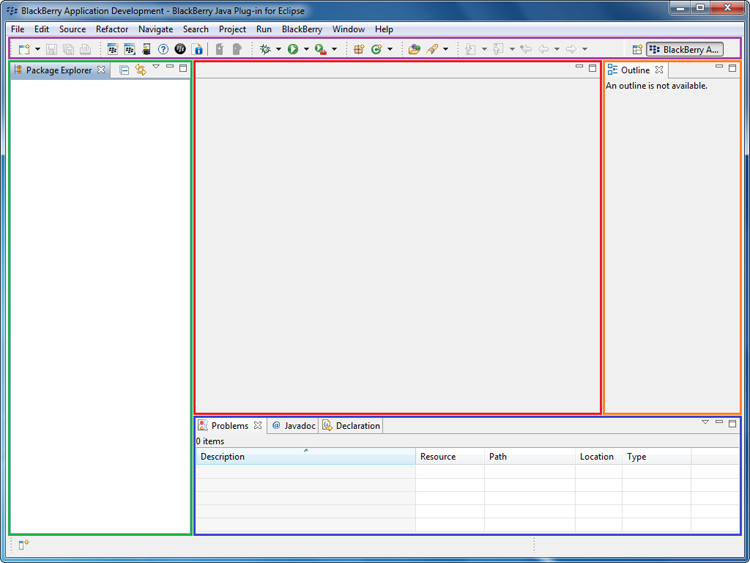 BlackBerry Application Development - BlackBerry Java Plug-in for Eclipse
File Edit Source Refactor Navigate Search Project Run BlackBerry Window Help
BlackBerry A...
Package Explorer
Outline
An outline is not available.
Problems @ Javadoc Declaration
0 items
Description Resource Path Location Type